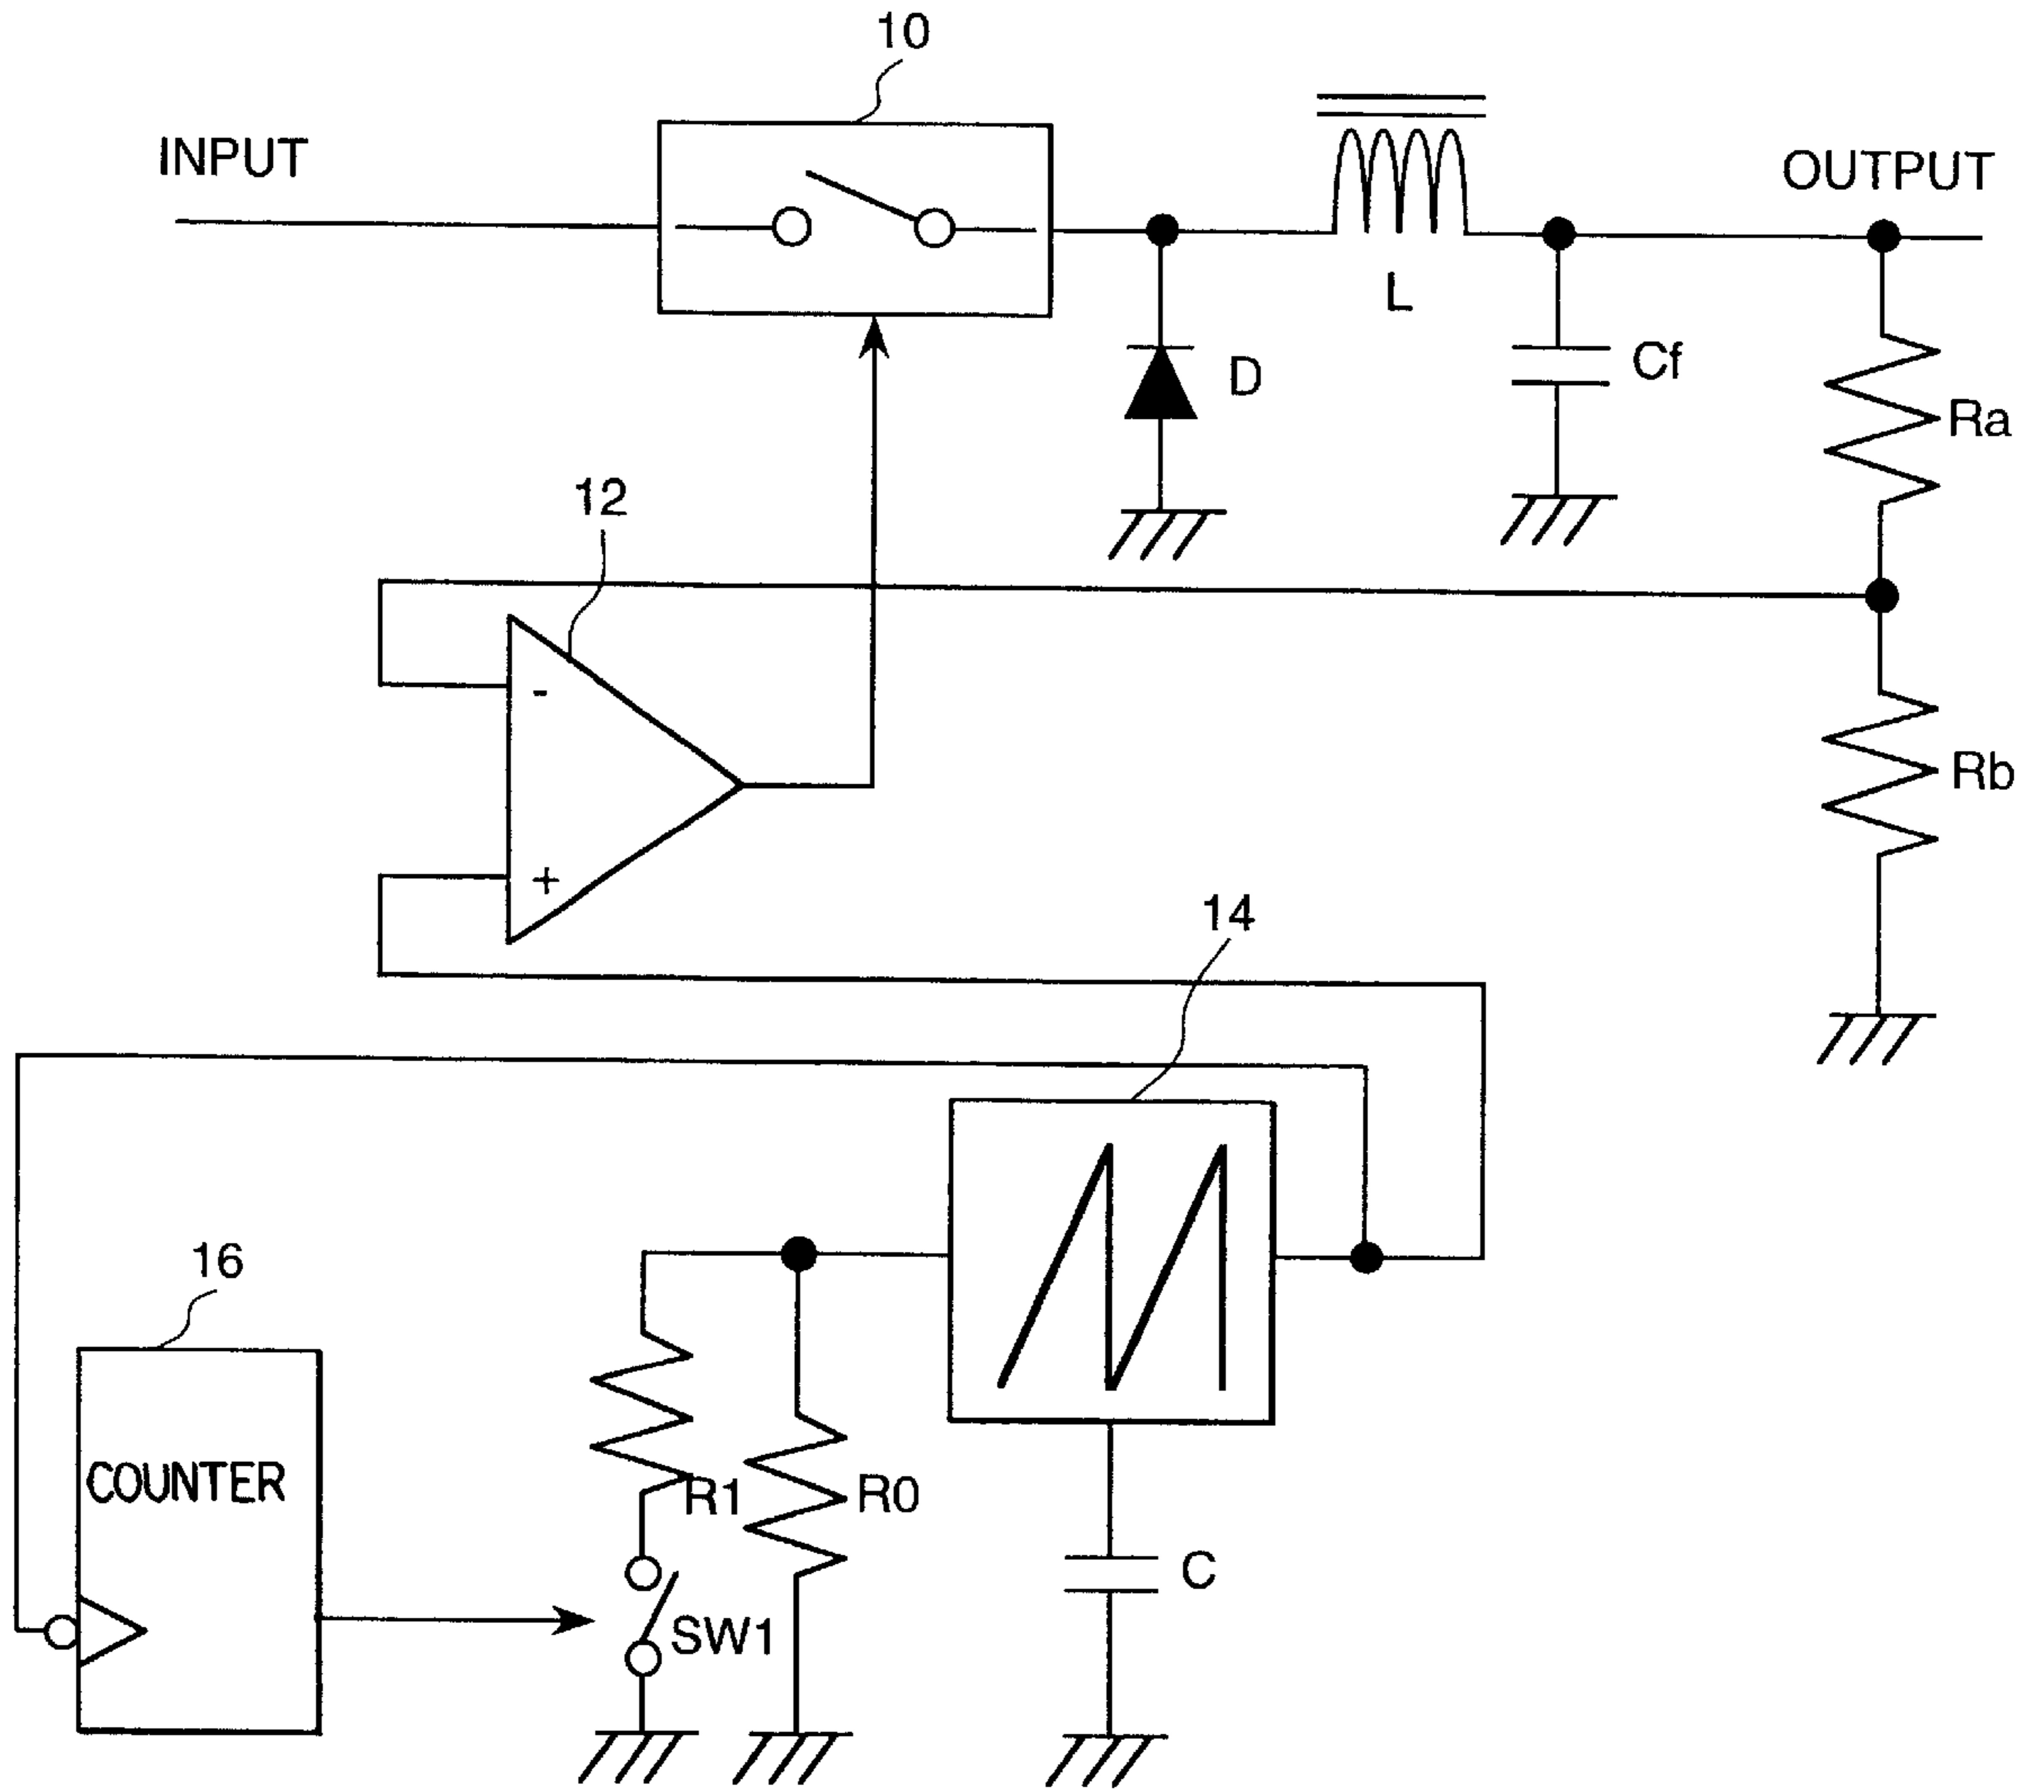 10
INPUT
OUTPUT
L
Cf
D
Ra
12
-
Rb
+
14
16
COUNTER
R1
R0
C
SW1